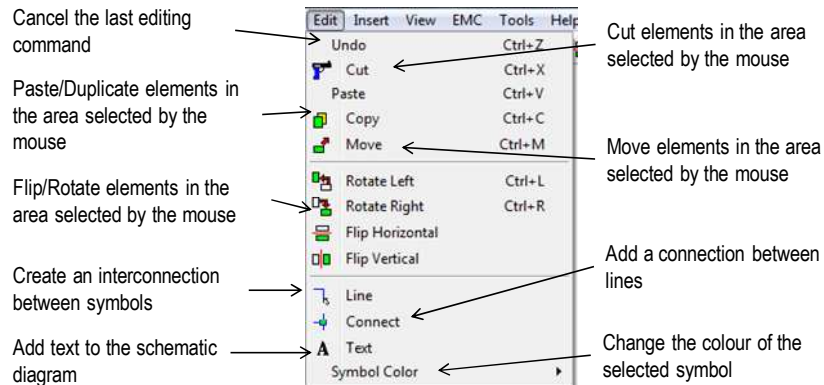 Cancel the last editing
command
Paste/Duplicate elements in
the area selected by the
mouse
Flip/Rotate elements in the
area selected by the mouse
Create an interconnection
between symbols
Add text to the schematic
diagram
Edit Insert View EMC Tools Help
Undo Ctrl+Z
Cut Ctrl+X
Paste Ctrl+V
Copy Ctrl+C
Move Ctrl+M
Rotate Left Ctrl+L
Rotate Right Ctrl+R
Flip Horizontal
Flip Vertical
Line
Connect
A Text
Symbol Color
Cut elements in the area
selected by the mouse
Move elements in the area
selected by the mouse
Add a connection between
lines
Change the colour of the
selected symbol